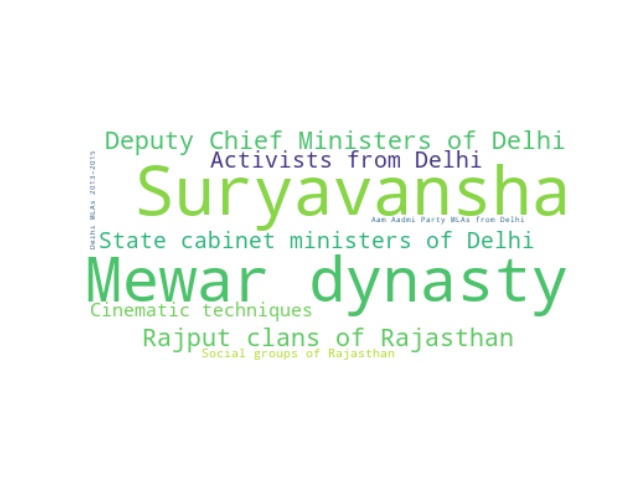 Deputy Chief Ministers of Delhi
Activists from Delhi
Delhi MLAs 2013–2015
Suryavansha
Aam Aadmi Party MLAs from Delhi
State cabinet ministers of Delhi
Mewar dynasty
Cinematic techniques
Rajput clans of Rajasthan
Social groups of Rajasthan